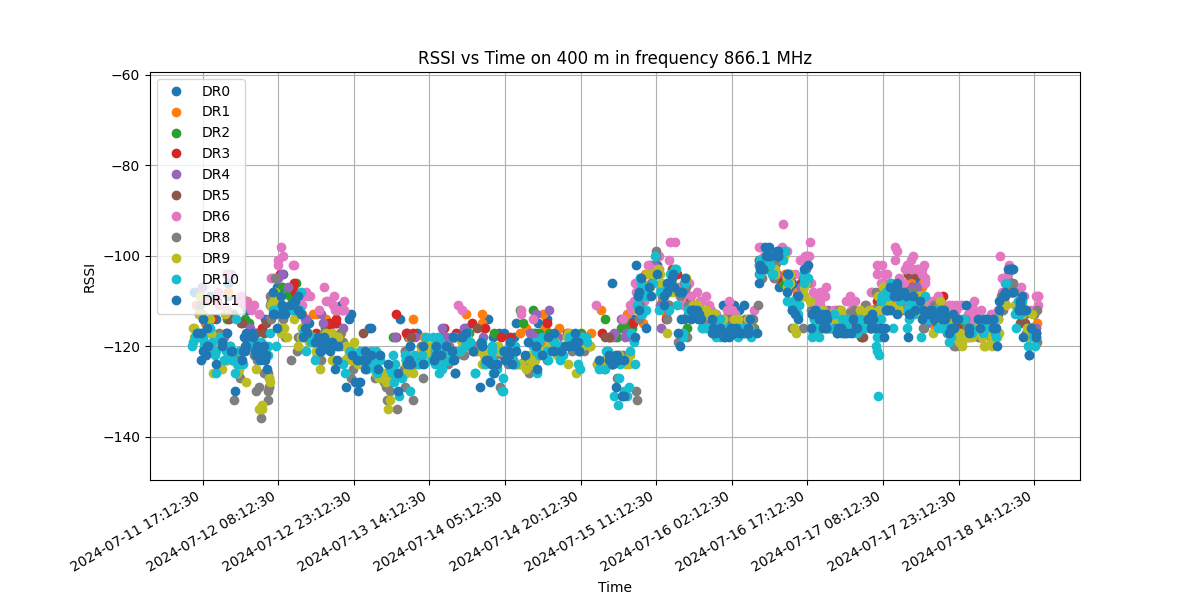 RSSI vs Time on 400 m in frequency 866.1 MHz
−60
−80
−100
−120
−140
RSSI
DR0
DR1
DR2
DR3
DR4
DR5
DR6
DR8
DR9
DR10
DR11
2024-07-11 17:12:30
2024-07-12 08:12:30
2024-07-12 23:12:30
2024-07-13 14:12:30
2024-07-14 05:12:30
2024-07-14 20:12:30
2024-07-15 11:12:30
2024-07-16 02:12:30
2024-07-16 17:12:30
2024-07-17 08:12:30
2024-07-17 23:12:30
2024-07-18 14:12:30
Time